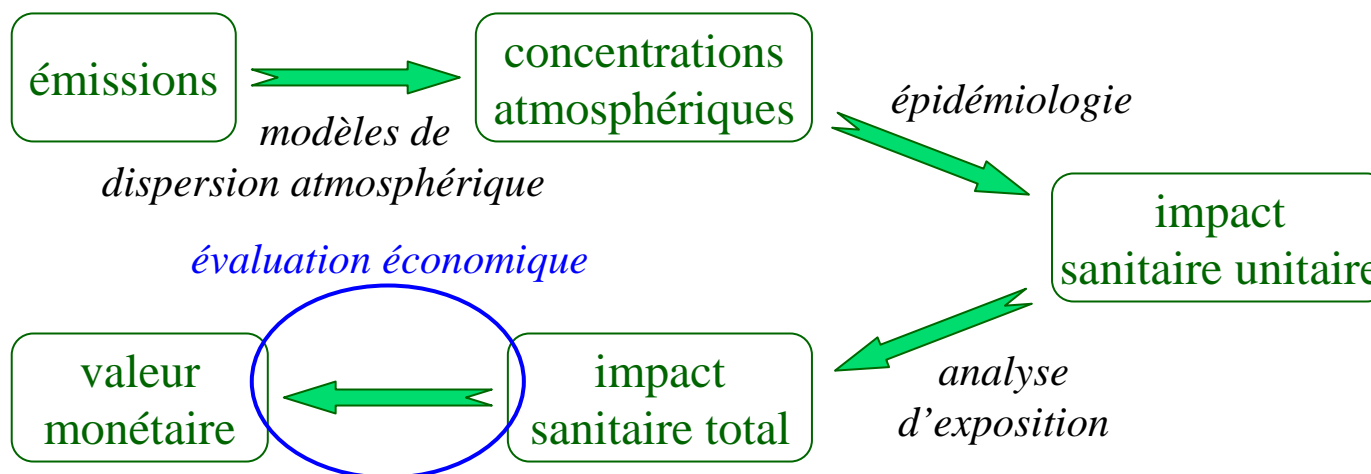 émissions
modèles de
dispersion atmosphérique
concentrations
atmosphériques
épidémiologie
impact
sanitaire unitaire
analyse
d’exposition
impact
sanitaire total
évaluation économique
valeur
monétaire